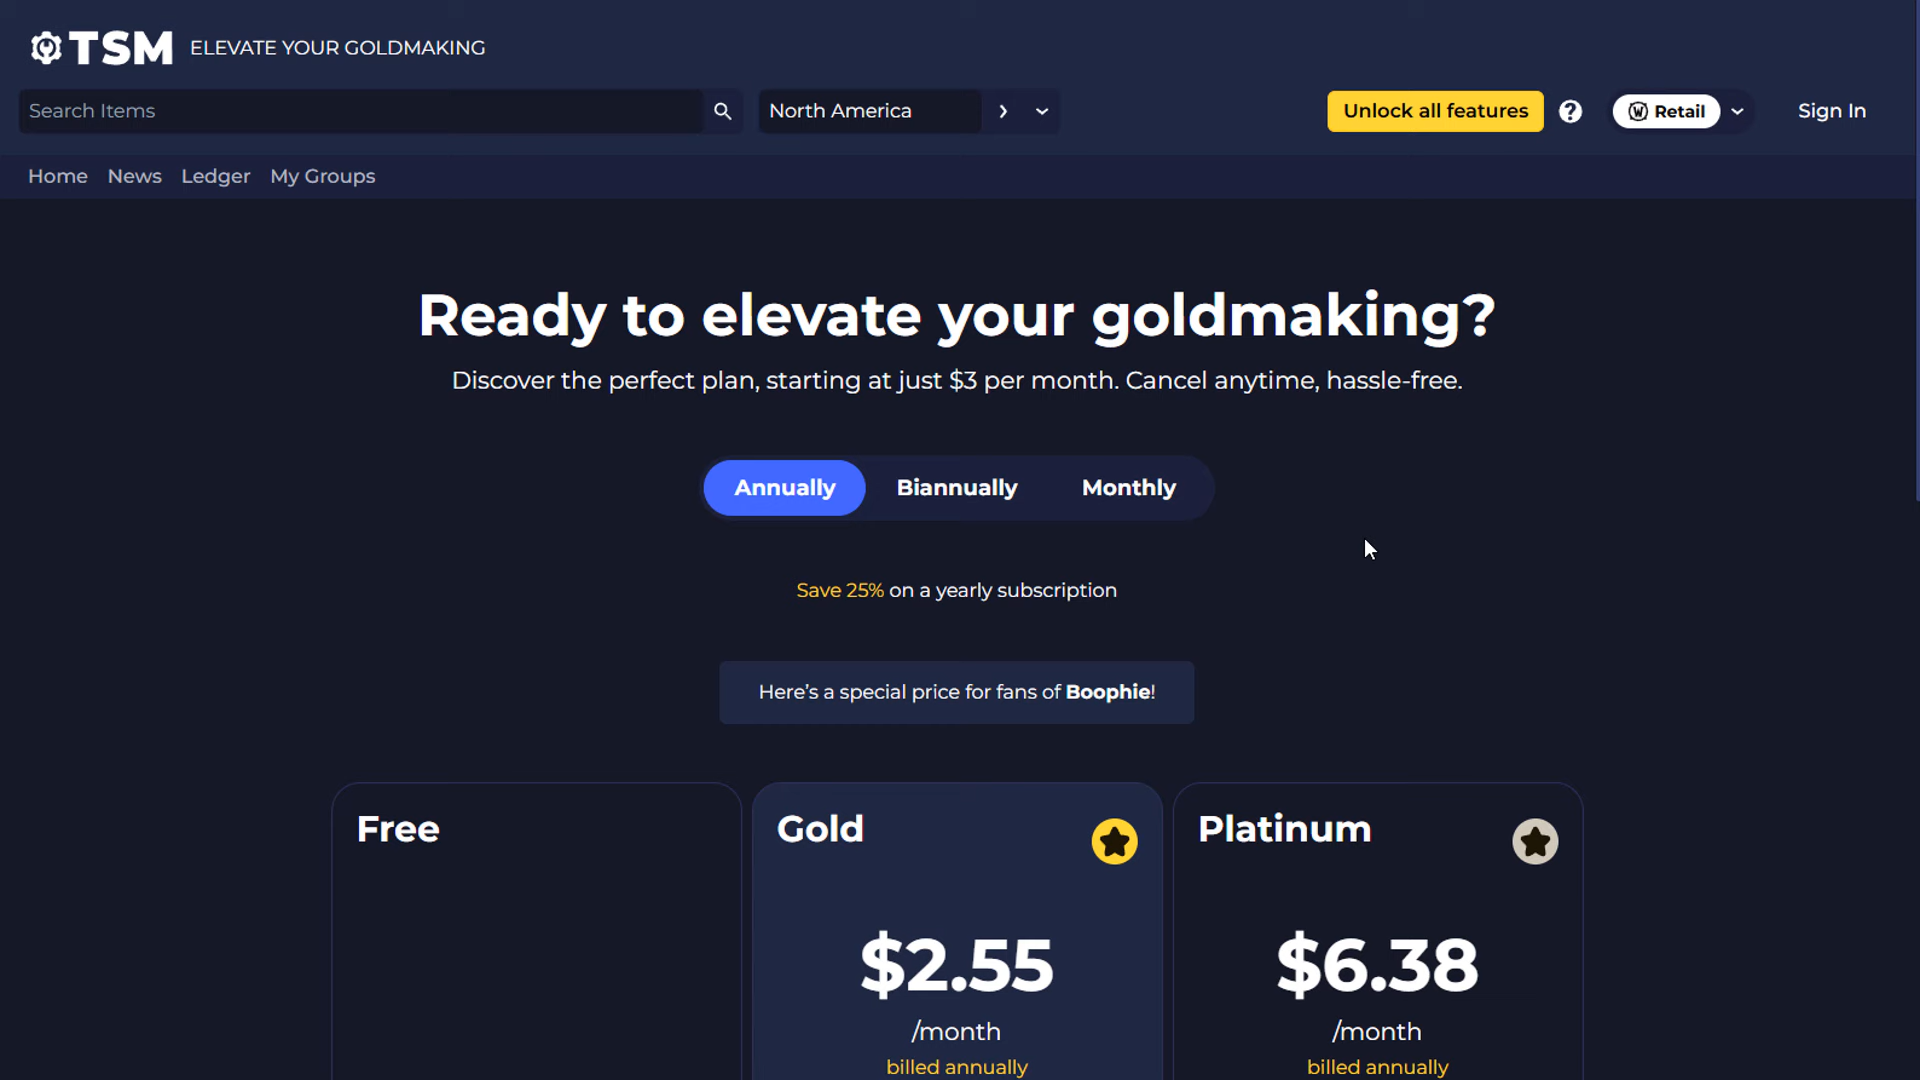 TSM ELEVATE YOUR GOLDMAKING
Search Items
North America
Unlock all features
Retail
Sign In
Home News Ledger My Groups
Ready to elevate your goldmaking?
Discover the perfect plan, starting at just $3 per month. Cancel anytime, hassle-free.
Annually Biannually Monthly
Save 25% on a yearly subscription
Here's a special price for fans of Boophie!
Free
Gold
$2.55
/month
billed annually
Platinum
$6.38
/month
billed annually